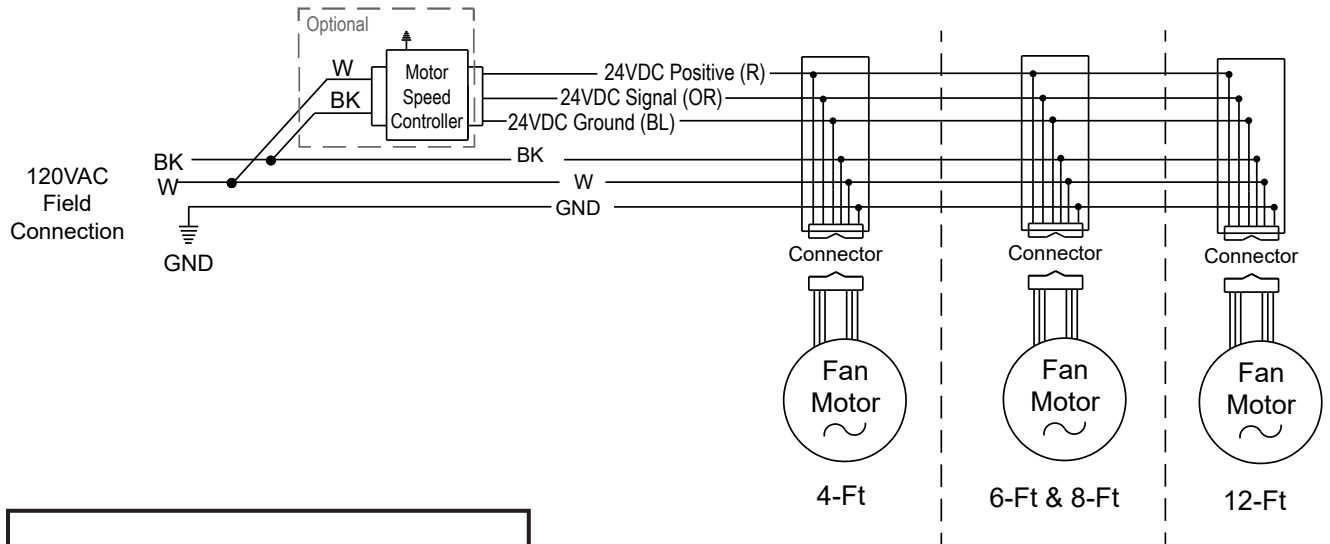 Optional
W
BK
Motor
Speed
Controller
24VDC Positive (R)
24VDC Signal (OR)
24VDC Ground (BL)
BK
W
GND
120VAC
Field
Connection
BK
W
GND
Connector
Connector
Connector
Fan
Motor
Fan
Motor
Fan
Motor
4-Ft
6-Ft & 8-Ft
12-Ft